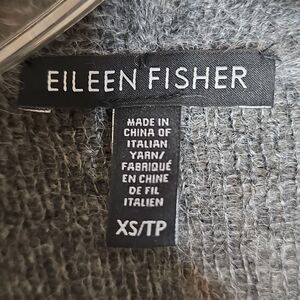 EILEEN FISHER
MADE IN
CHINA OF
ITALIAN
YARN/
FABRIQUÉ
EN CHINE
DE FIL
ITALIEN
XS/TP